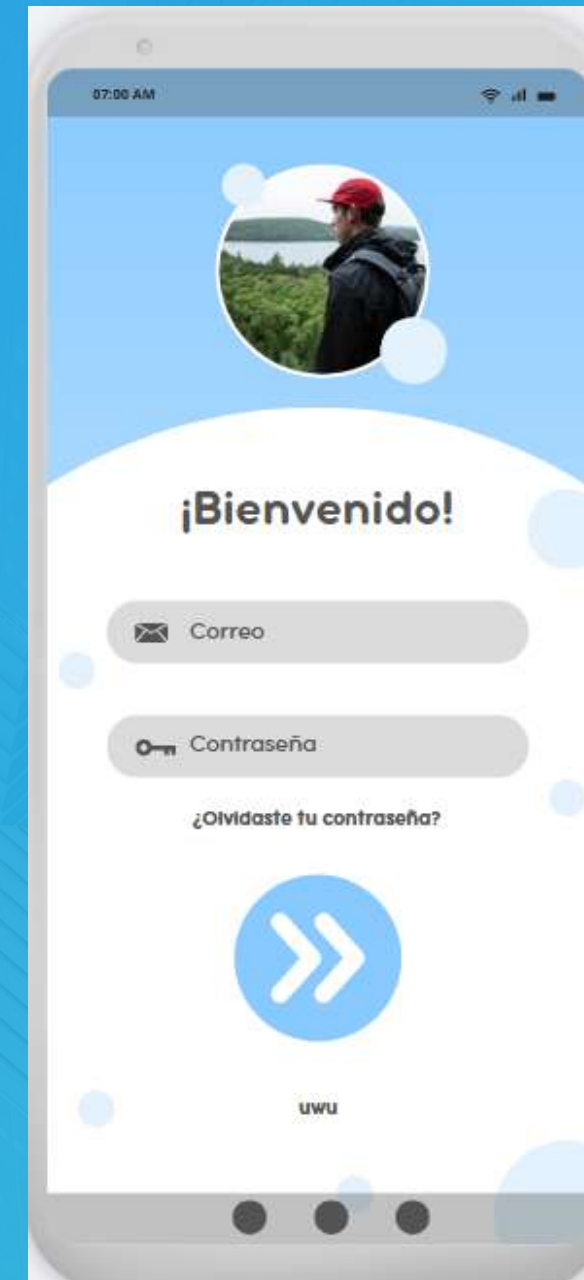 07:00 AM
¡Bienvenido!
Correo
Contraseña
¿Olvidaste tu contraseña?
uwu